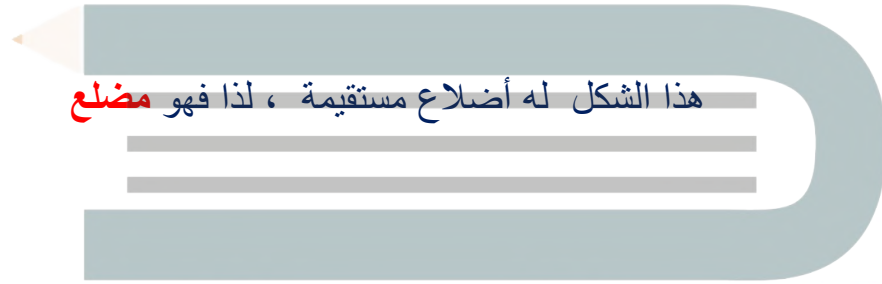 هذا الشكل له أضلاع مستقيمة ، لذا فهو مضلع